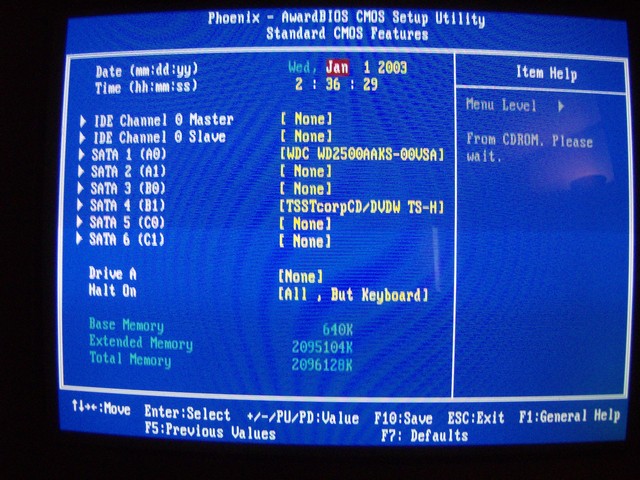 Phoenix - AwardBIOS CMOS Setup Utility
Standard CMOS Features
Date (mm:dd:yy) Wed, Jan 1 2003
Time (hh:mm:ss) 2 : 36 : 29
IDE Channel 0 Master [ None]
IDE Channel 0 Slave [ None]
SATA 1 (A0) [WDC WD2500AAKS-00VSA]
SATA 2 (A1) [ None]
SATA 3 (B0) [ None]
SATA 4 (B1) [TSSTcorpCD/DVDW TS-H]
SATA 5 (C0) [ None]
SATA 6 (C1) [ None]
Drive A [None]
Halt On [All , But Keyboard]
Base Memory 640K
Extended Memory 2095104K
Total Memory 2096128K
Item Help
Menu Level ▶
From CDROM, Please
wait.
↑↓→←:Move Enter:Select +/-/PU/PD:Value F10:Save ESC:Exit F1:General Help
F5:Previous Values F7: Defaults